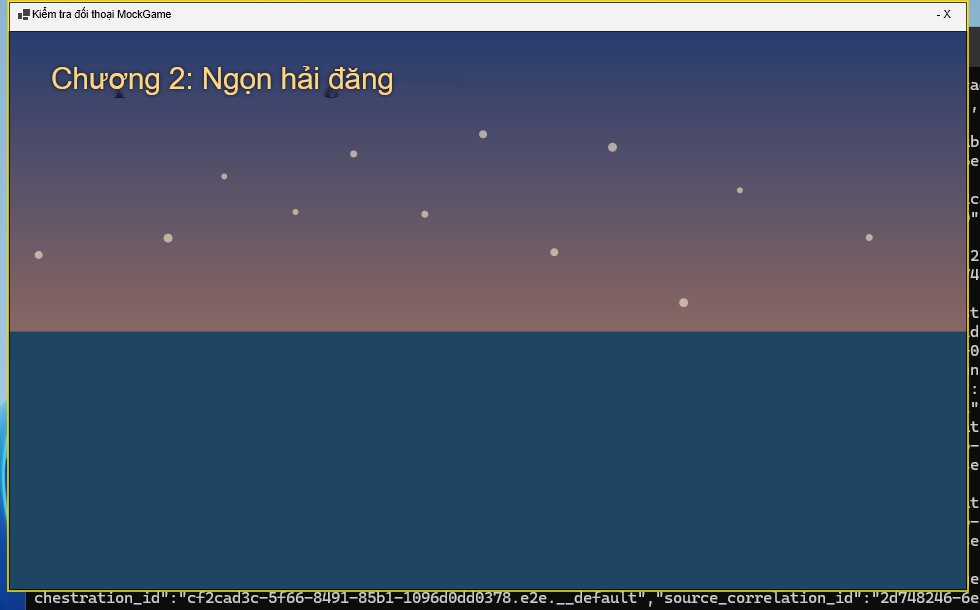 Kiểm tra đối thoại MockGame
- X
Chương 2: Ngọn hải đăng
chestration_id":"cf2cad3c-5f66-8491-85b1-1096d0dd0378.e2e.__default","source_correlation_id":"2d748246-6